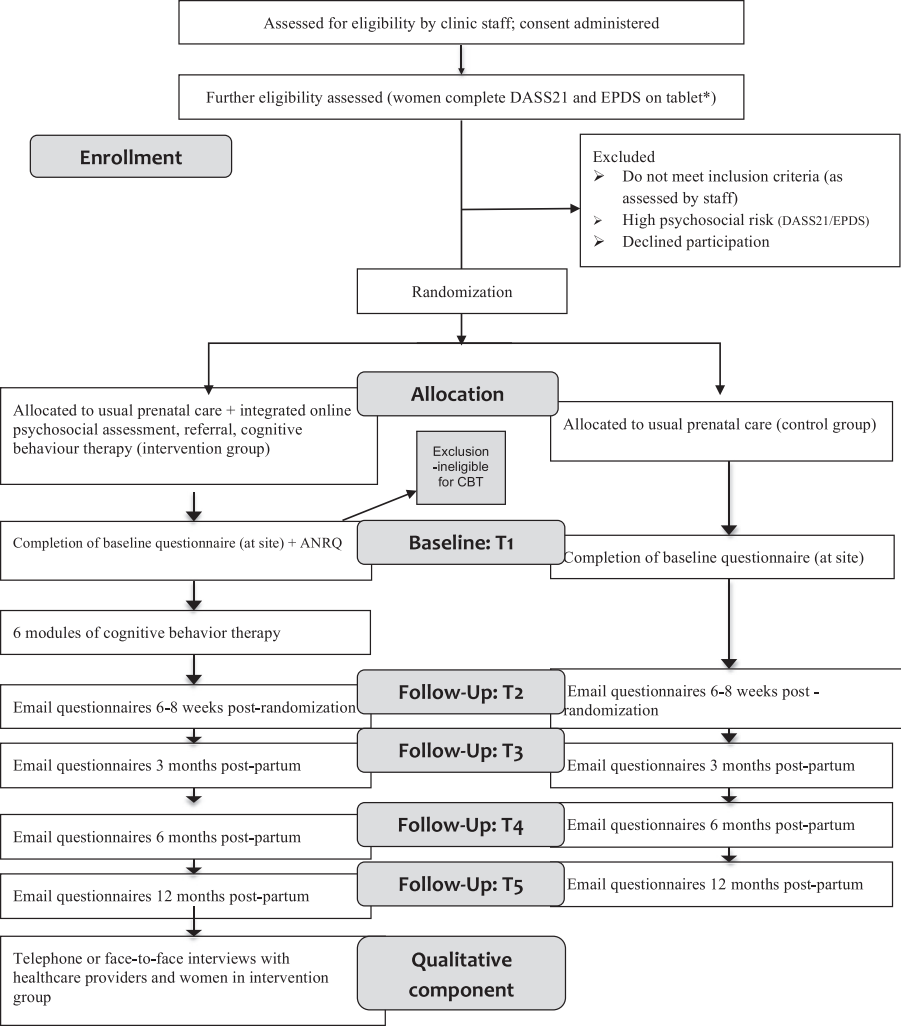 Assessed for eligibility by clinic staff; consent administered
Further eligibility assessed (women complete DASS21 and EPDS on tablet*)
Enrollment
Excluded
➢ Do not meet inclusion criteria (as
assessed by staff)
➢ High psychosocial risk (DASS21/EPDS)
➢ Declined participation
Randomization
Allocation
Allocated to usual prenatal care + integrated online
psychosocial assessment, referral, cognitive
behaviour therapy (intervention group)
Allocated to usual prenatal care (control group)
Exclusion
-ineligible
for CBT
Completion of baseline questionnaire (at site) + ANRQ
Baseline: T1
Completion of baseline questionnaire (at site)
6 modules of cognitive behavior therapy
Email questionnaires 6-8 weeks post-randomization
Follow-Up: T2
Email questionnaires 6-8 weeks post -
randomization
Email questionnaires 3 months post-partum
Follow-Up: T3
Email questionnaires 3 months post-partum
Email questionnaires 6 months post-partum
Follow-Up: T4
Email questionnaires 6 months post-partum
Email questionnaires 12 months post-partum
Follow-Up: T5
Email questionnaires 12 months post-partum
Telephone or face-to-face interviews with
healthcare providers and women in intervention
group
Qualitative
component